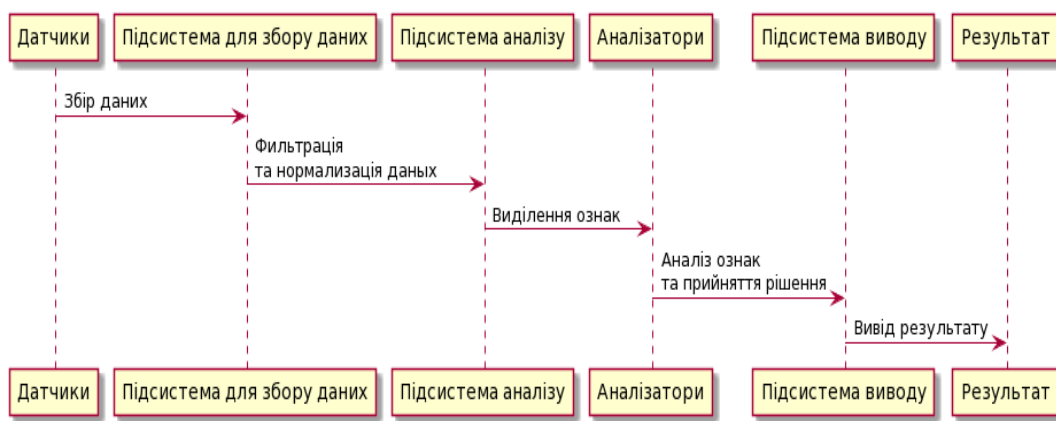 Датчики Підсистема для збору даних Підсистема аналізу Аналізатори Підсистема виводу Результат
Збір даних
Фильтрація
та нормализація даных
Виділення ознак
Аналіз ознак
та прийняття рішення
Вивід результату
Датчики Підсистема для збору даних Підсистема аналізу Аналізатори Підсистема виводу Результат